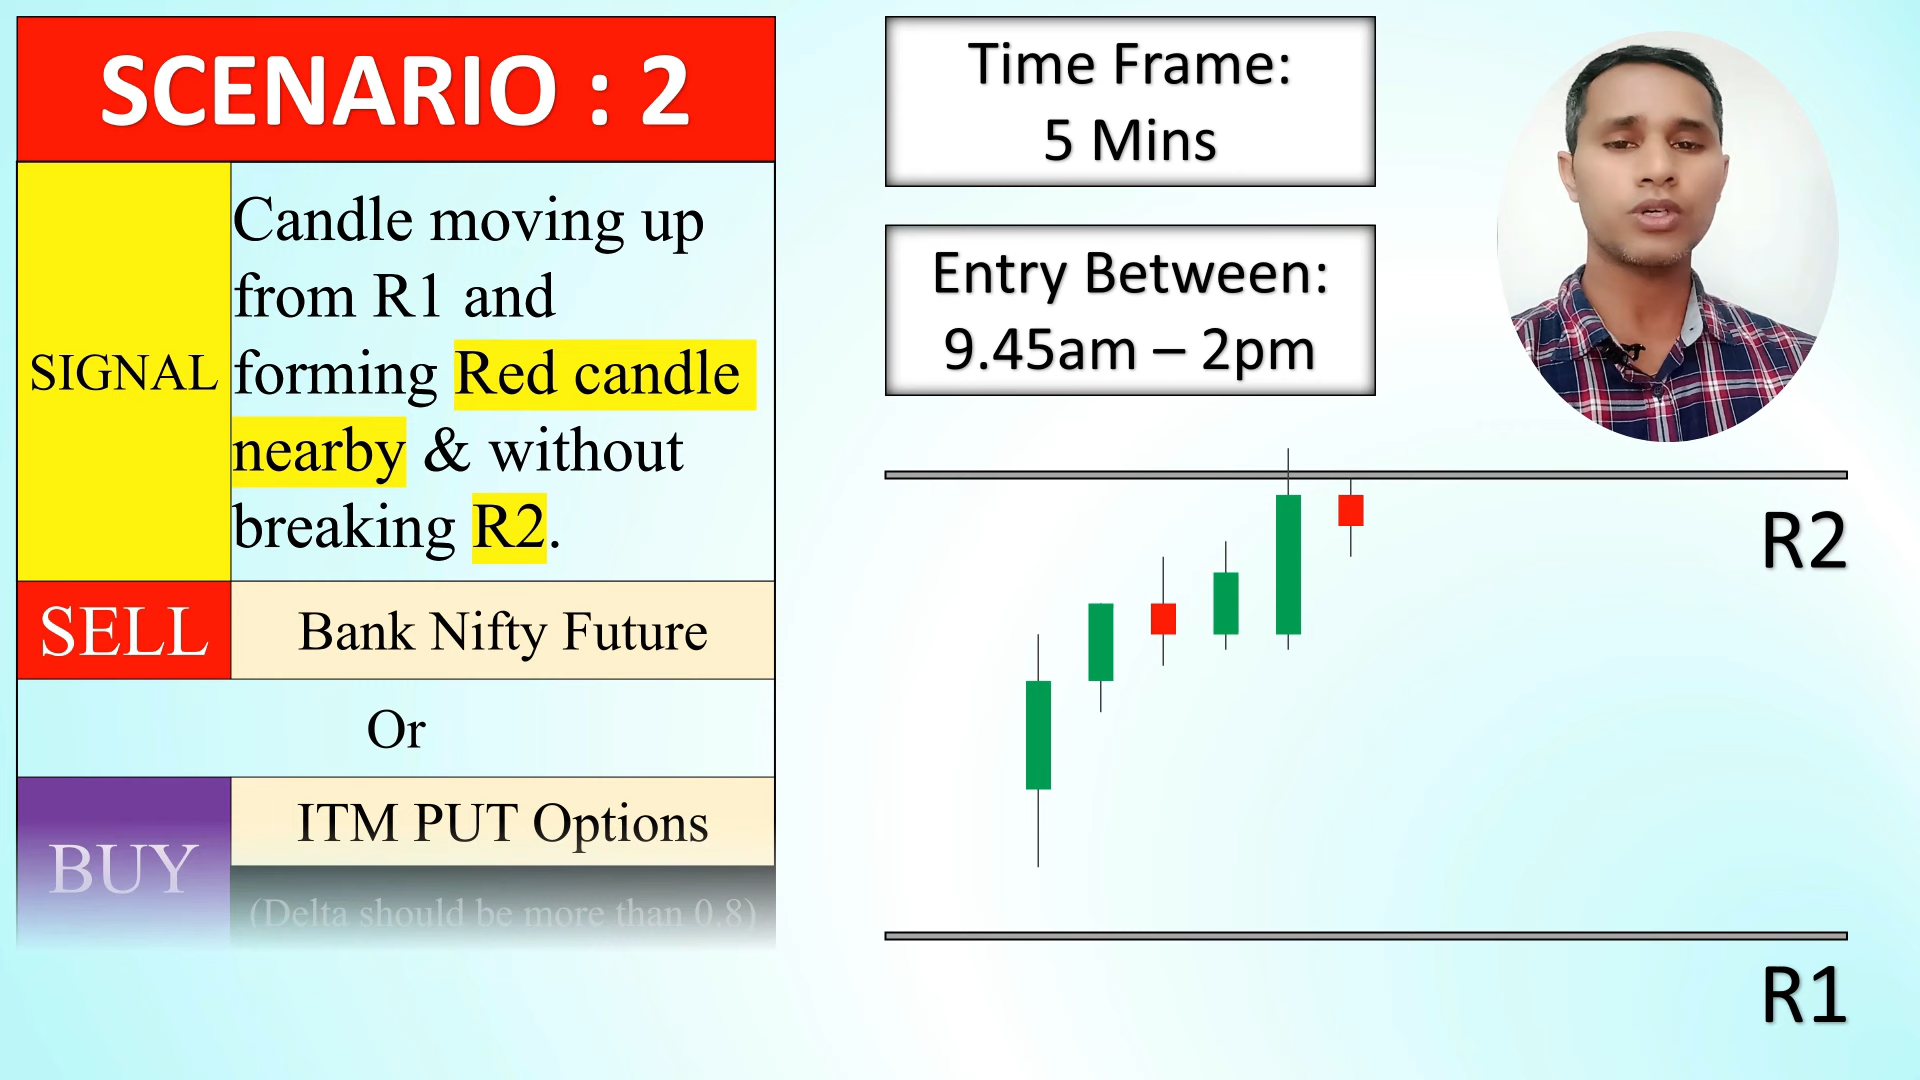 SCENARIO : 2
SIGNAL
Candle moving up
from R1 and
forming Red candle
nearby & without
breaking R2.
SELL
Bank Nifty Future
Or
BUY
ITM PUT Options
(Delta should be more than 0.8)
Time Frame:
5 Mins
Entry Between:
9.45am – 2pm
R2
R1